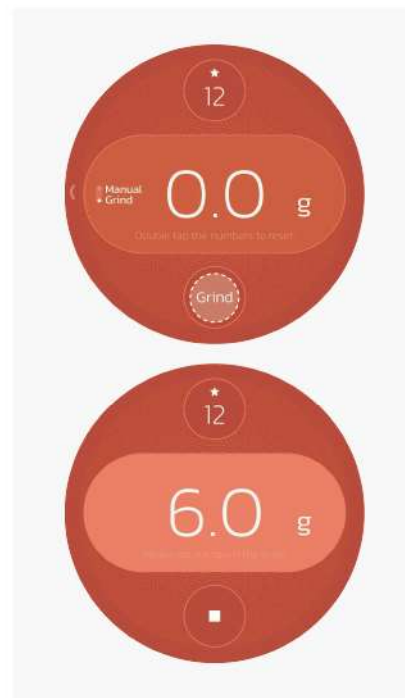 12
Manual
Grind
0.0 g
Double tap the numbers to reset
Grind
12
6.0 g